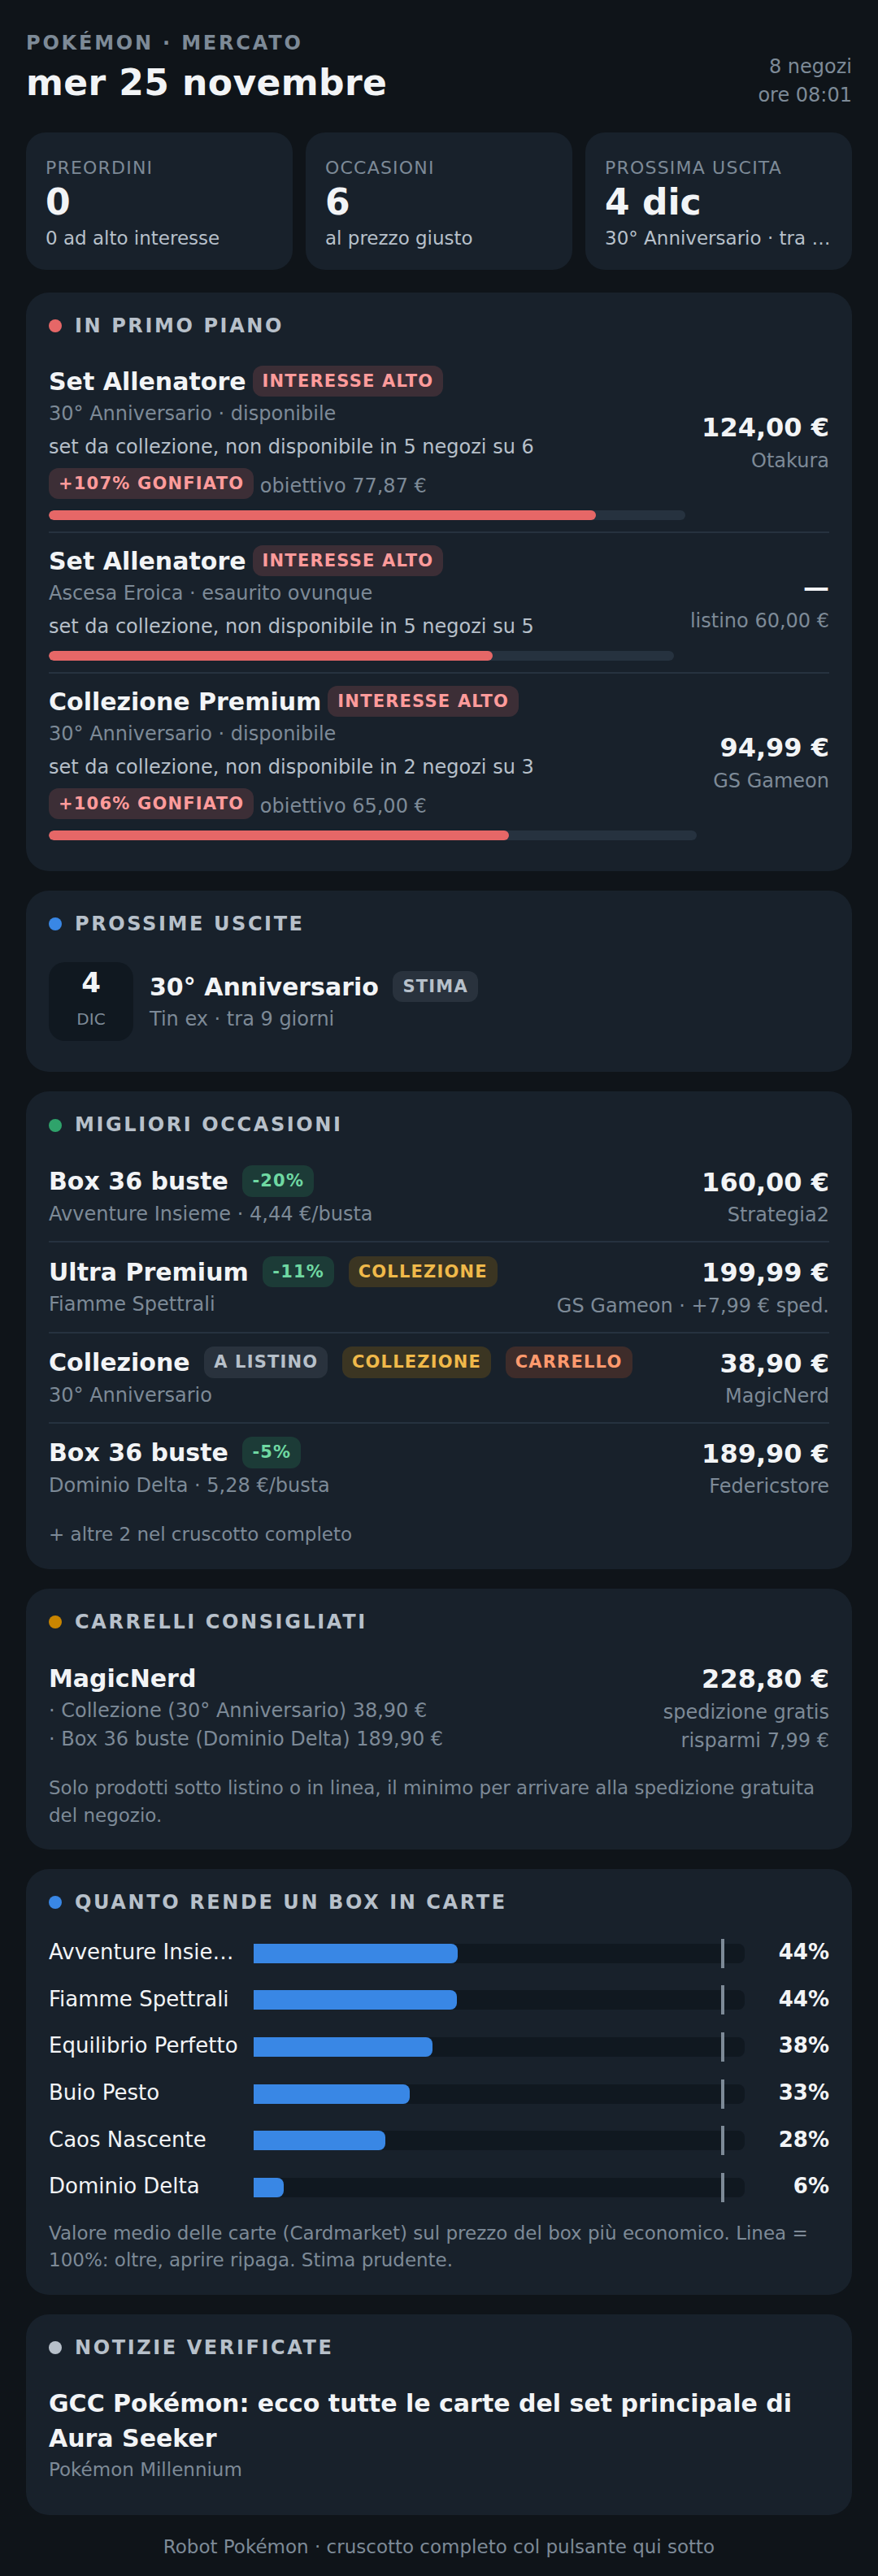 POKÉMON · MERCATO
mer 25 novembre
8 negozi
ore 08:01
PREORDINI
0
0 ad alto interesse
OCCASIONI
6
al prezzo giusto
PROSSIMA USCITA
4 dic
30° Anniversario · tra …
IN PRIMO PIANO
Set Allenatore INTERESSE ALTO
30° Anniversario · disponibile
set da collezione, non disponibile in 5 negozi su 6
+107% GONFIATO obiettivo 77,87 €
124,00 €
Otakura
Set Allenatore INTERESSE ALTO
Ascesa Eroica · esaurito ovunque
set da collezione, non disponibile in 5 negozi su 5
—
listino 60,00 €
Collezione Premium INTERESSE ALTO
30° Anniversario · disponibile
set da collezione, non disponibile in 2 negozi su 3
+106% GONFIATO obiettivo 65,00 €
94,99 €
GS Gameon
PROSSIME USCITE
4
DIC
30° Anniversario STIMA
Tin ex · tra 9 giorni
MIGLIORI OCCASIONI
Box 36 buste -20%
Avventure Insieme · 4,44 €/busta
160,00 €
Strategia2
Ultra Premium -11% COLLEZIONE
Fiamme Spettrali
199,99 €
GS Gameon · +7,99 € sped.
Collezione A LISTINO COLLEZIONE CARRELLO
30° Anniversario
38,90 €
MagicNerd
Box 36 buste -5%
Dominio Delta · 5,28 €/busta
189,90 €
Federicstore
+ altre 2 nel cruscotto completo
CARRELLI CONSIGLIATI
MagicNerd
· Collezione (30° Anniversario) 38,90 €
· Box 36 buste (Dominio Delta) 189,90 €
228,80 €
spedizione gratis
risparmi 7,99 €
Solo prodotti sotto listino o in linea, il minimo per arrivare alla spedizione gratuita
del negozio.
QUANTO RENDE UN BOX IN CARTE
Avventure Insie… 44%
Fiamme Spettrali 44%
Equilibrio Perfetto 38%
Buio Pesto 33%
Caos Nascente 28%
Dominio Delta 6%
Valore medio delle carte (Cardmarket) sul prezzo del box più economico. Linea =
100%: oltre, aprire ripaga. Stima prudente.
NOTIZIE VERIFICATE
GCC Pokémon: ecco tutte le carte del set principale di
Aura Seeker
Pokémon Millennium
Robot Pokémon · cruscotto completo col pulsante qui sotto